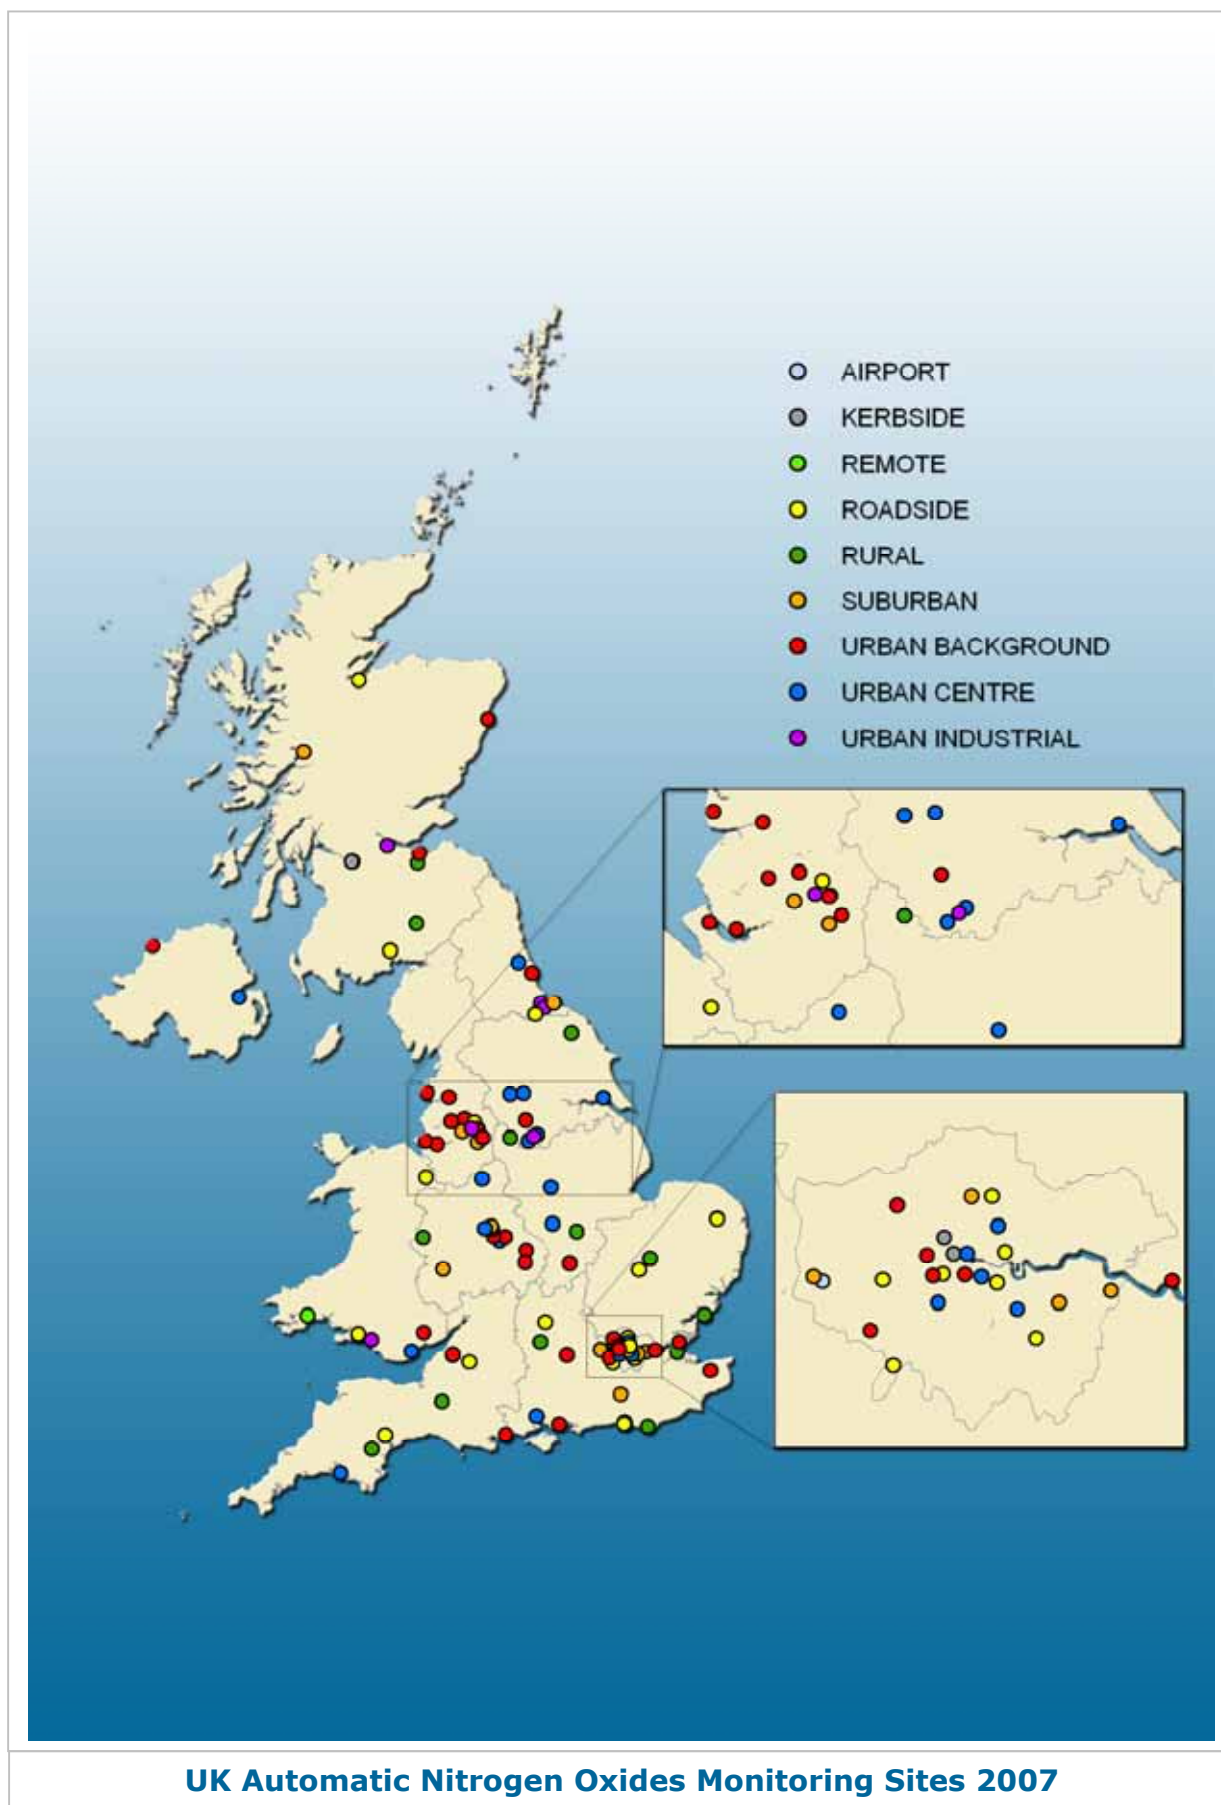 AIRPORT
KERBSIDE
REMOTE
ROADSIDE
RURAL
SUBURBAN
URBAN BACKGROUND
URBAN CENTRE
URBAN INDUSTRIAL
UK Automatic Nitrogen Oxides Monitoring Sites 2007